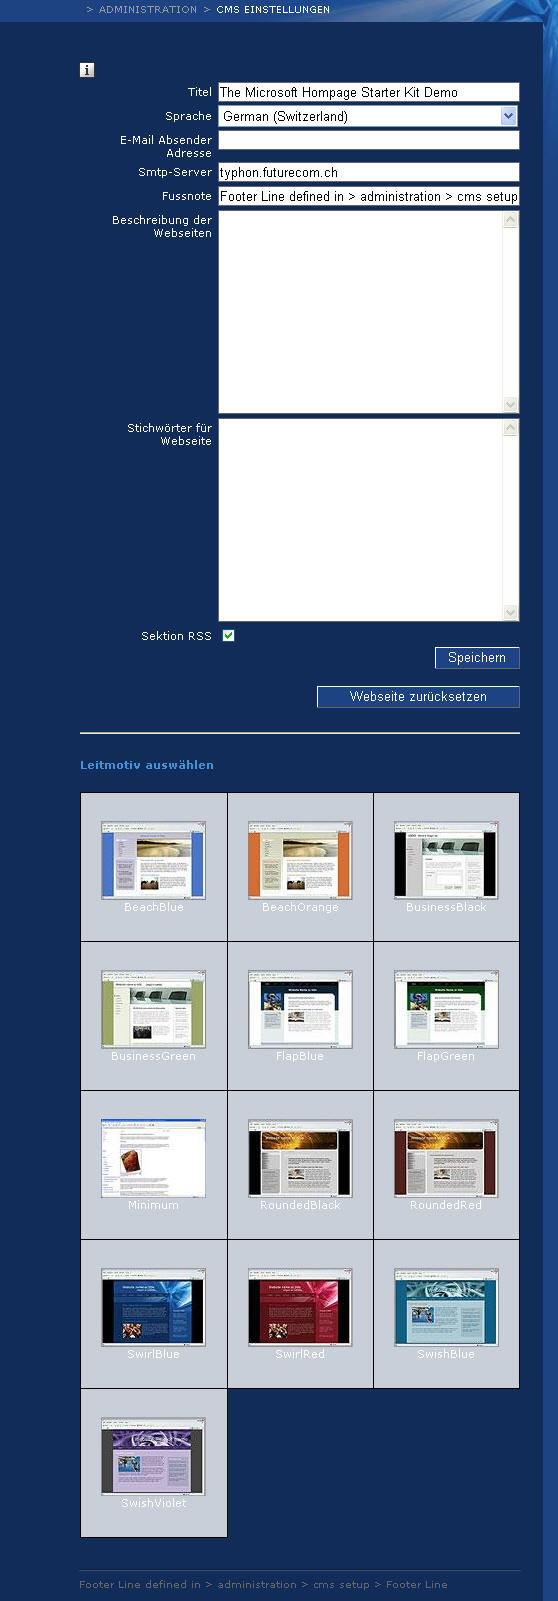 > ADMINISTRATION > CMS EINSTELLUNGEN
i
Titel The Microsoft Hompage Starter Kit Demo
Sprache German (Switzerland)
E-Mail Absender
Adresse
Smtp-Server typhon.futurecom.ch
Fussnote Footer Line defined in > administration > cms setup
Beschreibung der
Webseiten
Stichwörter für
Webseite
Sektion RSS
Speichern
Webseite zurücksetzen
Leitmotiv auswählen
BeachBlue BeachOrange BusinessBlack
BusinessGreen FlapBlue FlapGreen
Minimum RoundedBlack RoundedRed
SwirlBlue SwirlRed SwishBlue
SwishViolet
Footer Line defined in > administration > cms setup > Footer Line